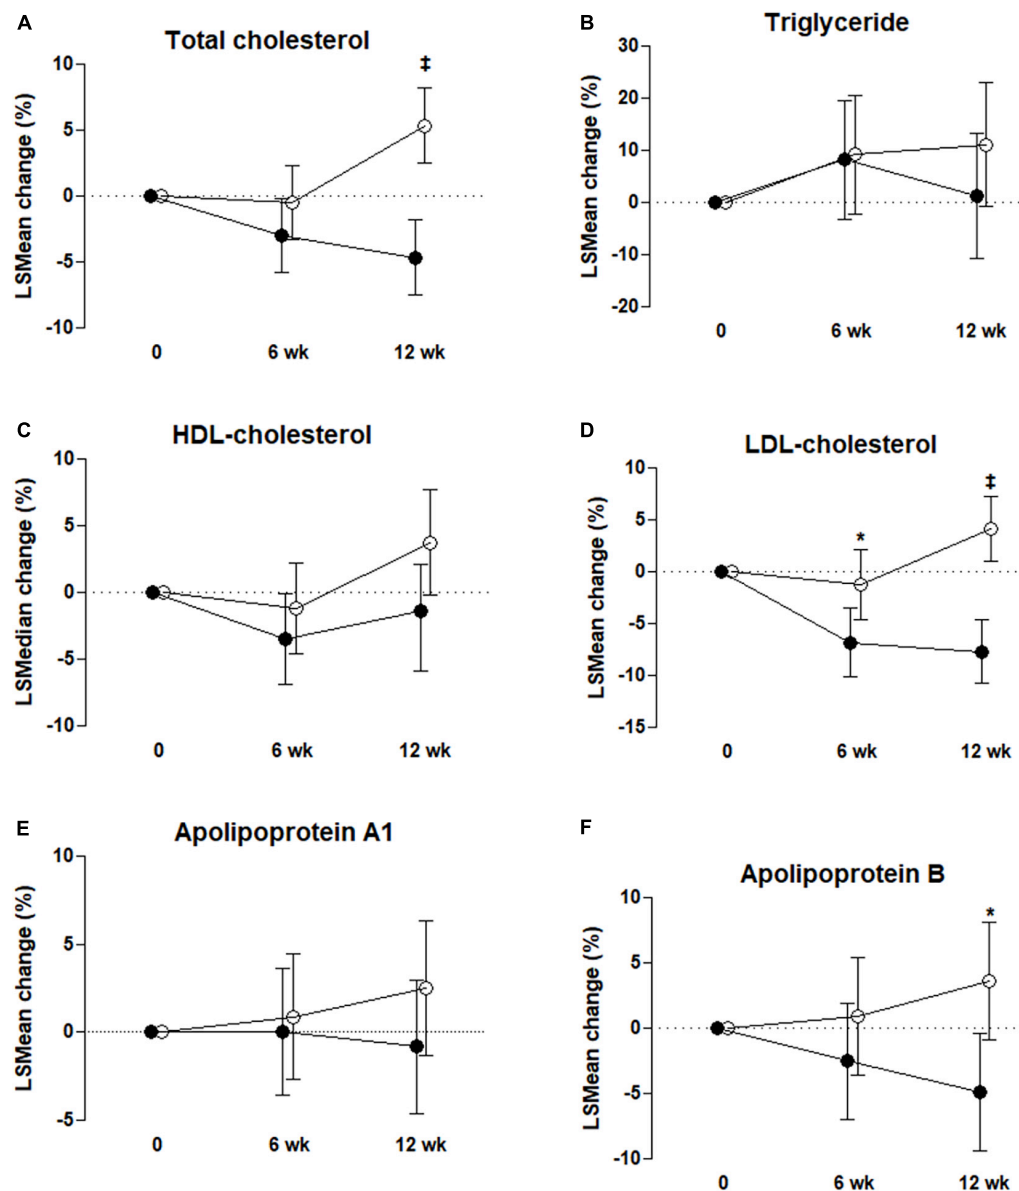 A
Total cholesterol
LSMean change (%)
10
5
0
-5
-10
‡
0 6 wk 12 wk
B
Triglyceride
LSMean change (%)
30
20
10
0
-10
-20
0 6 wk 12 wk
C
HDL-cholesterol
LSMedian change (%)
10
5
0
-5
-10
0 6 wk 12 wk
D
LDL-cholesterol
LSMean change (%)
10
5
0
-5
-10
-15
*
‡
0 6 wk 12 wk
E
Apolipoprotein A1
LSMean change (%)
10
5
0
-5
0 6 wk 12 wk
F
Apolipoprotein B
LSMean change (%)
10
5
0
-5
-10
*
0 6 wk 12 wk